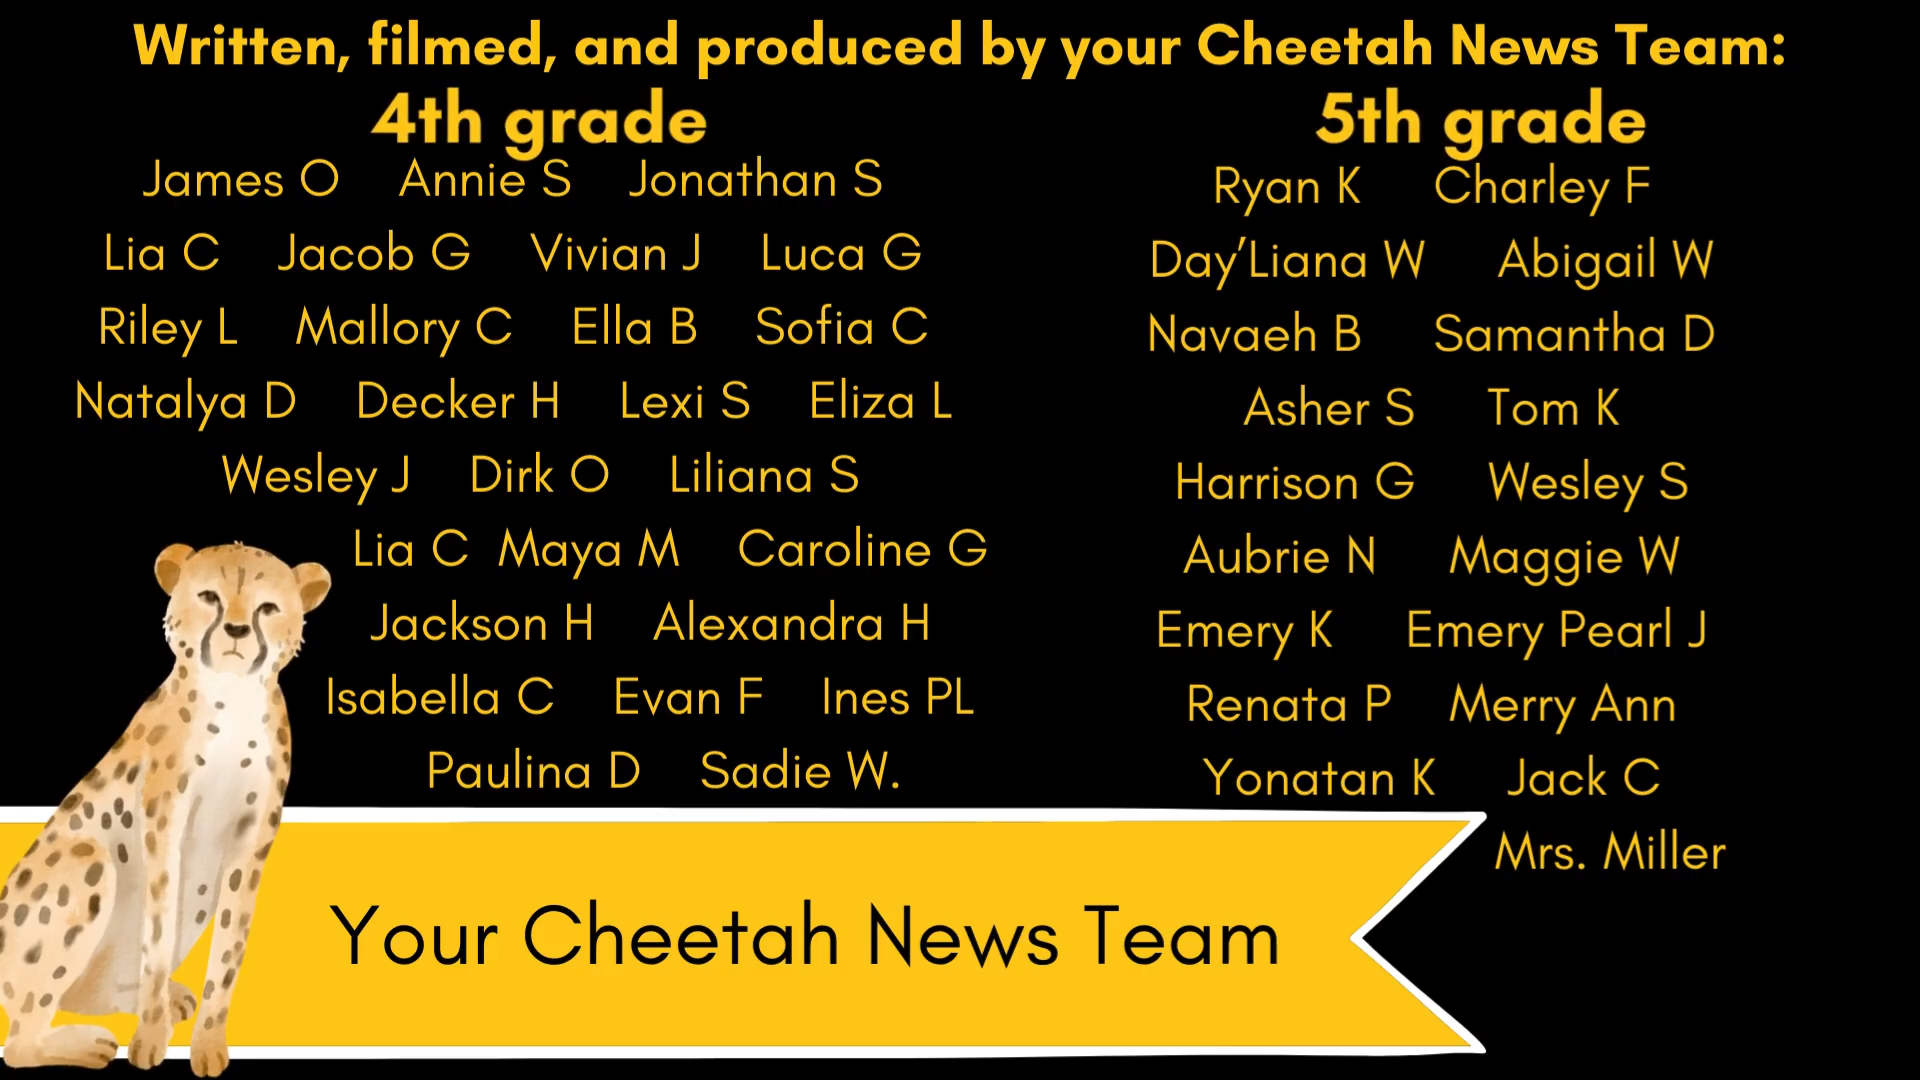 Written, filmed, and produced by your Cheetah News Team:
4th grade
James O Annie S Jonathan S
Lia C Jacob G Vivian J Luca G
Riley L Mallory C Ella B Sofia C
Natalya D Decker H Lexi S Eliza L
Wesley J Dirk O Liliana S
Lia C Maya M Caroline G
Jackson H Alexandra H
Isabella C Evan F Ines PL
Paulina D Sadie W.
5th grade
Ryan K Charley F
Day’Liana W Abigail W
Navaeh B Samantha D
Asher S Tom K
Harrison G Wesley S
Aubrie N Maggie W
Emery K Emery Pearl J
Renata P Merry Ann
Yonatan K Jack C
Mrs. Miller
Your Cheetah News Team